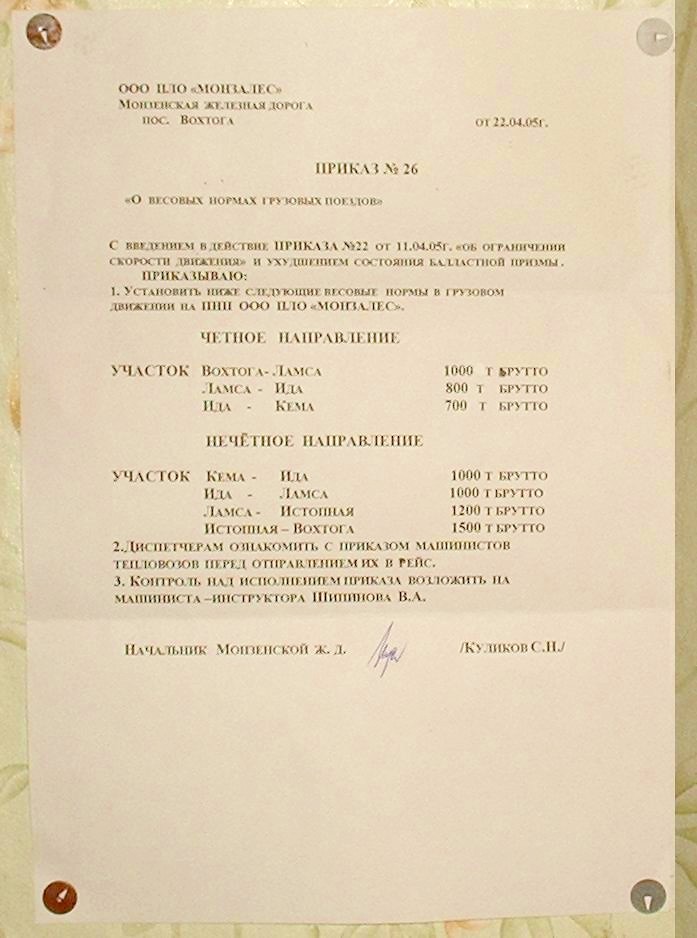 ООО ПЛО «МОНЗАЛЕС»
МОНЗЕНСКАЯ ЖЕЛЕЗНАЯ ДОРОГА
ПОС. ВОХТОГА
ОТ 22.04.05Г.
ПРИКАЗ № 26
«О ВЕСОВЫХ НОРМАХ ГРУЗОВЫХ ПОЕЗДОВ»
С ВВЕДЕНИЕМ В ДЕЙСТВИЕ ПРИКАЗА №22 ОТ 11.04.05Г. «ОБ ОГРАНИЧЕНИИ
СКОРОСТИ ДВИЖЕНИЯ» И УХУДШЕНИЕМ СОСТОЯНИЯ БАЛЛАСТНОЙ ПРИЗМЫ.
ПРИКАЗЫВАЮ:
1. УСТАНОВИТЬ НИЖЕ СЛЕДУЮЩИЕ ВЕСОВЫЕ НОРМЫ В ГРУЗОВОМ
ДВИЖЕНИИ НА ППП ООО ПЛО «МОНЗАЛЕС».
ЧЕТНОЕ НАПРАВЛЕНИЕ
УЧАСТОК ВОХТОГА- ЛАМСА 1000 Т БРУТТО
ЛАМСА - ИДА 800 Т БРУТТО
ИДА - КЕМА 700 Т БРУТТО
НЕЧЁТНОЕ НАПРАВЛЕНИЕ
УЧАСТОК КЕМА - ИДА 1000 Т БРУТТО
ИДА - ЛАМСА 1000 Т БРУТТО
ЛАМСА - ИСТОПНАЯ 1200 Т БРУТТО
ИСТОПНАЯ – ВОХТОГА 1500 Т БРУТТО
2.ДИСПЕТЧЕРАМ ОЗНАКОМИТЬ С ПРИКАЗОМ МАШИНИСТОВ
ТЕПЛОВОЗОВ ПЕРЕД ОТПРАВЛЕНИЕМ ИХ В РЕЙС.
3. КОНТРОЛЬ НАД ИСПОЛНЕНИЕМ ПРИКАЗА ВОЗЛОЖИТЬ НА
МАШИНИСТА –ИНСТРУКТОРА ШИПИНОВА В.А.
НАЧАЛЬНИК МОНЗЕНСКОЙ Ж. Д. /КУЛИКОВ С.Н./